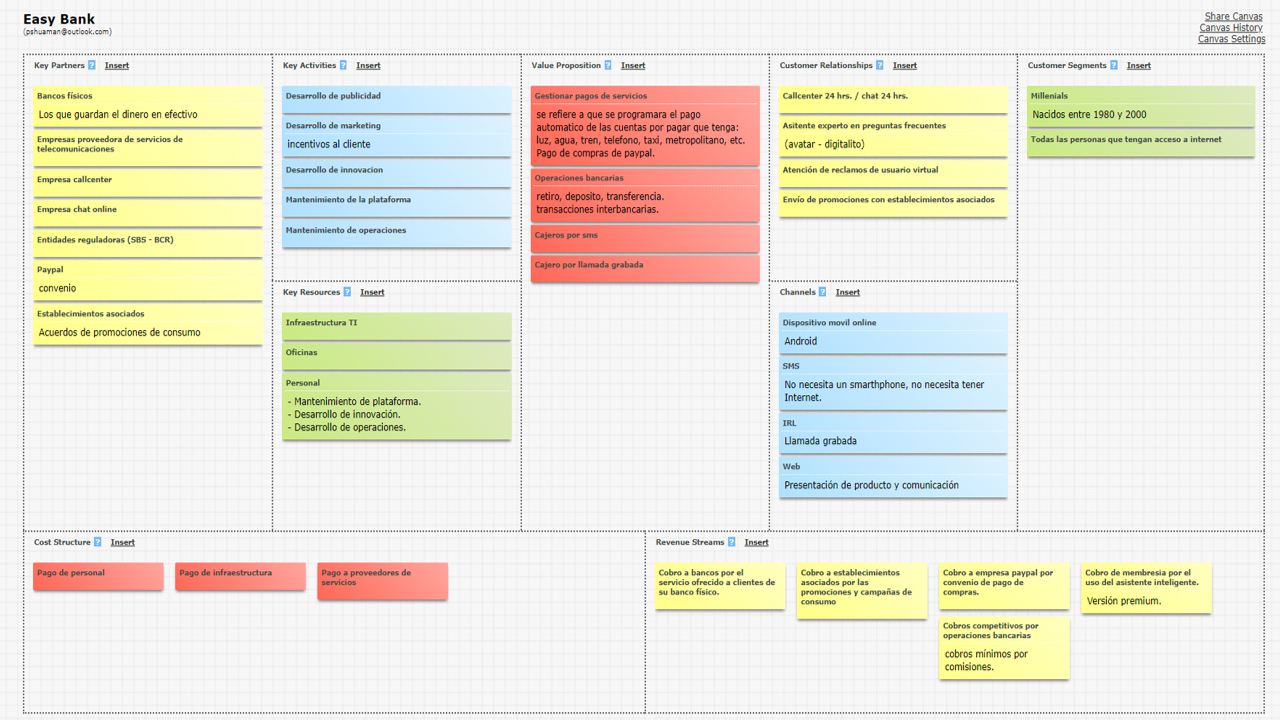 Easy Bank
(pshuaman@outlook.com)
Share Canvas
Canvas History
Canvas Settings
Key Partners ? Insert
Bancos físicos
Los que guardan el dinero en efectivo
Empresas proveedora de servicios de
telecomunicaciones
Empresa callcenter
Empresa chat online
Entidades reguladoras (SBS - BCR)
Paypal
convenio
Establecimientos asociados
Acuerdos de promociones de consumo
Key Activities ? Insert
Desarrollo de publicidad
Desarrollo de marketing
incentivos al cliente
Desarrollo de innovacion
Mantenimiento de la plataforma
Mantenimiento de operaciones
Key Resources ? Insert
Infraestructura TI
Oficinas
Personal
- Mantenimiento de plataforma.
- Desarrollo de innovación.
- Desarrollo de operaciones.
Value Proposition ? Insert
Gestionar pagos de servicios
se refiere a que se programara el pago
automatico de las cuentas por pagar que tenga:
luz, agua, tren, telefono, taxi, metropolitano, etc.
Pago de compras de paypal.
Operaciones bancarias
retiro, deposito, transferencia.
transacciones interbancarias.
Cajeros por sms
Cajero por llamada grabada
Customer Relationships ? Insert
Callcenter 24 hrs. / chat 24 hrs.
Asitente experto en preguntas frecuentes
(avatar - digitalito)
Atención de reclamos de usuario virtual
Envío de promociones con establecimientos asociados
Channels ? Insert
Dispositivo movil online
Android
SMS
No necesita un smarthphone, no necesita tener
Internet.
IRL
Llamada grabada
Web
Presentación de producto y comunicación
Customer Segments ? Insert
Millenials
Nacidos entre 1980 y 2000
Todas las personas que tengan acceso a internet
Cost Structure ? Insert
Pago de personal
Pago de infraestructura
Pago a proveedores de
servicios
Revenue Streams ? Insert
Cobro a bancos por el
servicio ofrecido a clientes de
su banco físico.
Cobro a establecimientos
asociados por las
promociones y campañas de
consumo
Cobro a empresa paypal por
convenio de pago de
compras.
Cobro de membresia por el
uso del asistente inteligente.
Versión premium.
Cobros competitivos por
operaciones bancarias
cobros mínimos por
comisiones.